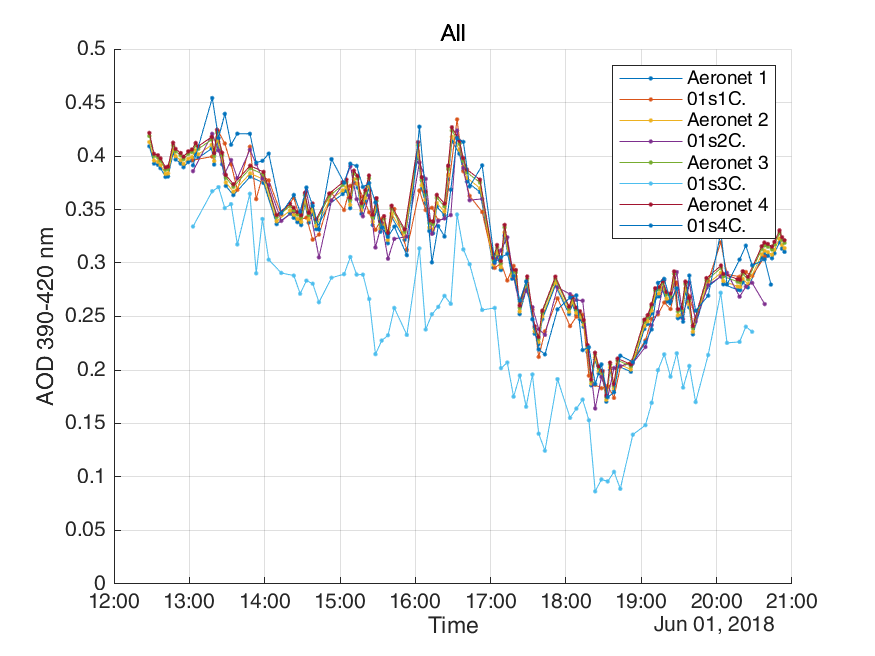 All
0.5
0.45
0.4
0.35
0.3
0.25
0.2
0.15
0.1
0.05
0
AOD 390-420 nm
Aeronet 1
01s1C.
Aeronet 2
01s2C.
Aeronet 3
01s3C.
Aeronet 4
01s4C.
12:00 13:00 14:00 15:00 16:00 17:00 18:00 19:00 20:00 21:00
Time
Jun 01, 2018